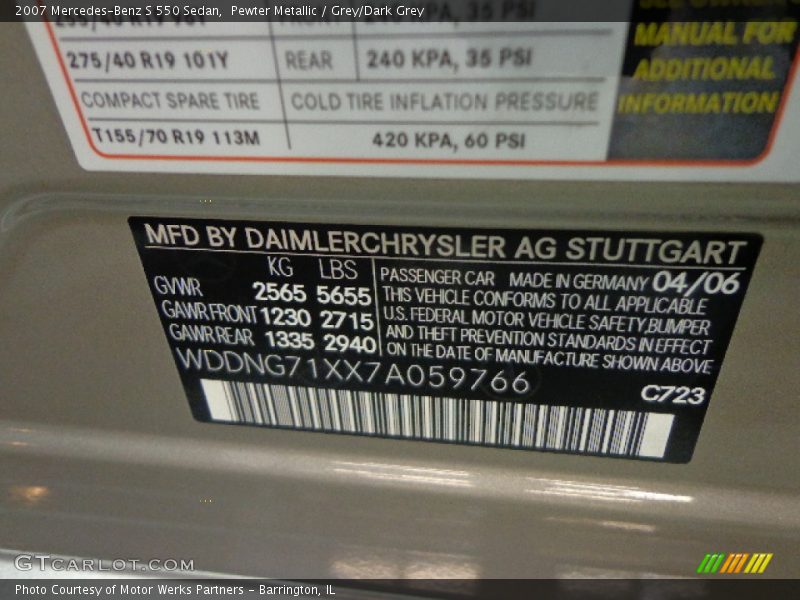 2007 Mercedes-Benz S 550 Sedan, Pewter Metallic / Grey/Dark Grey
MANUAL FOR
ADDITIONAL
INFORMATION
275/40 R19 101Y REAR 240 KPA, 35 PSI
COMPACT SPARE TIRE COLD TIRE INFLATION PRESSURE
T155/70 R19 113M 420 KPA, 60 PSI
MFD BY DAIMLERCHRYSLER AG STUTTGART
KG LBS
GVWR 2565 5655
GAWR FRONT 1230 2715
GAWR REAR 1335 2940
PASSENGER CAR MADE IN GERMANY 04/06
THIS VEHICLE CONFORMS TO ALL APPLICABLE
U.S. FEDERAL MOTOR VEHICLE SAFETY, BUMPER
AND THEFT PREVENTION STANDARDS IN EFFECT
ON THE DATE OF MANUFACTURE SHOWN ABOVE
WDDNG71XX7A059766
C723
GTCARLOT.COM
Photo Courtesy of Motor Werks Partners - Barrington, IL